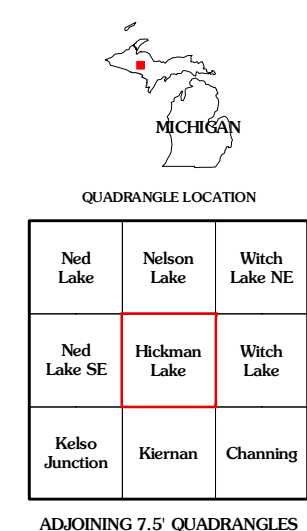 MICHIGAN
QUADRANGLE LOCATION
Ned
Lake
Nelson
Lake
Witch
Lake NE
Ned
Lake SE
Hickman
Lake
Witch
Lake
Kelso
Junction
Kiernan
Channing
ADJOINING 7.5' QUADRANGLES